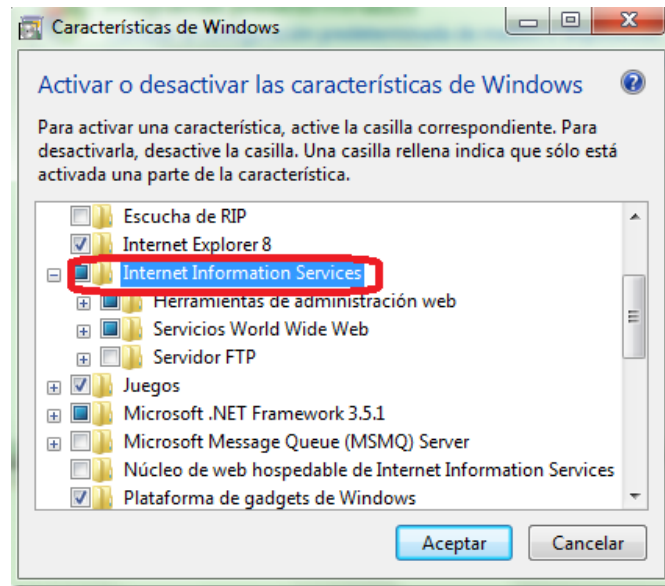 Características de Windows
Activar o desactivar las características de Windows
Para activar una característica, active la casilla correspondiente. Para
desactivarla, desactive la casilla. Una casilla rellena indica que sólo está
activada una parte de la característica.
Escucha de RIP
Internet Explorer 8
Internet Information Services
Herramientas de administración web
Servicios World Wide Web
Servidor FTP
Juegos
Microsoft .NET Framework 3.5.1
Microsoft Message Queue (MSMQ) Server
Núcleo de web hospedable de Internet Information Services
Plataforma de gadgets de Windows
Aceptar Cancelar